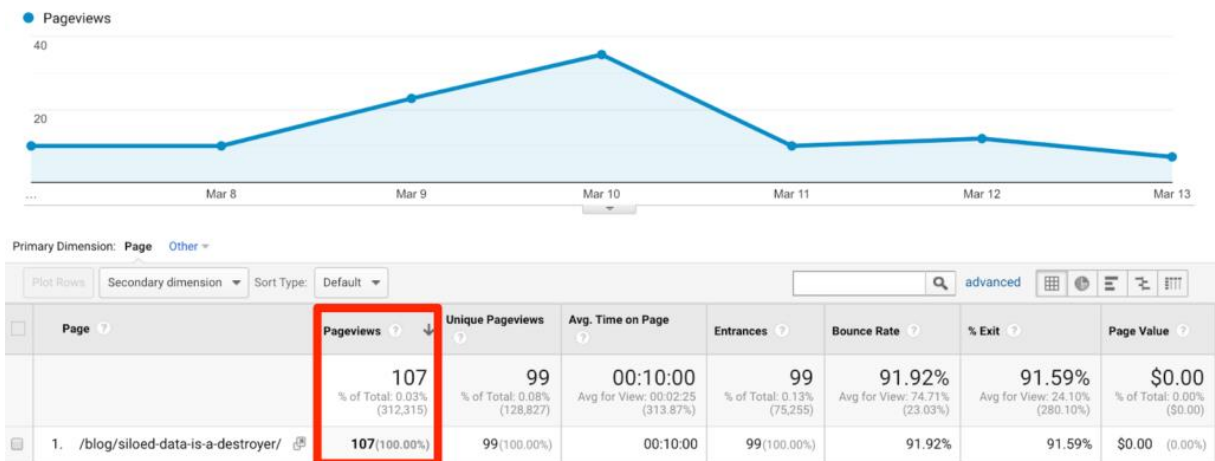 Pageviews
40
20
...
Mar 8
Mar 9
Mar 10
Mar 11
Mar 12
Mar 13
Primary Dimension: Page Other
Plot Rows Secondary dimension Sort Type: Default advanced
Page ? Pageviews ? Unique Pageviews ? Avg. Time on Page ? Entrances ? Bounce Rate ? % Exit ? Page Value ?
107 99 00:10:00 99 91.92% 91.59% $0.00
% of Total: 0.03% % of Total: 0.08% Avg for View: 00:02:25 % of Total: 0.13% Avg for View: 74.71% Avg for View: 24.10% % of Total: 0.00%
(312,315) (128,827) (313.87%) (75,255) (23.03%) (280.10%) ($0.00)
1. /blog/siloed-data-is-a-destroyer/ 107(100.00%) 99(100.00%) 00:10:00 99(100.00%) 91.92% 91.59% $0.00 (0.00%)